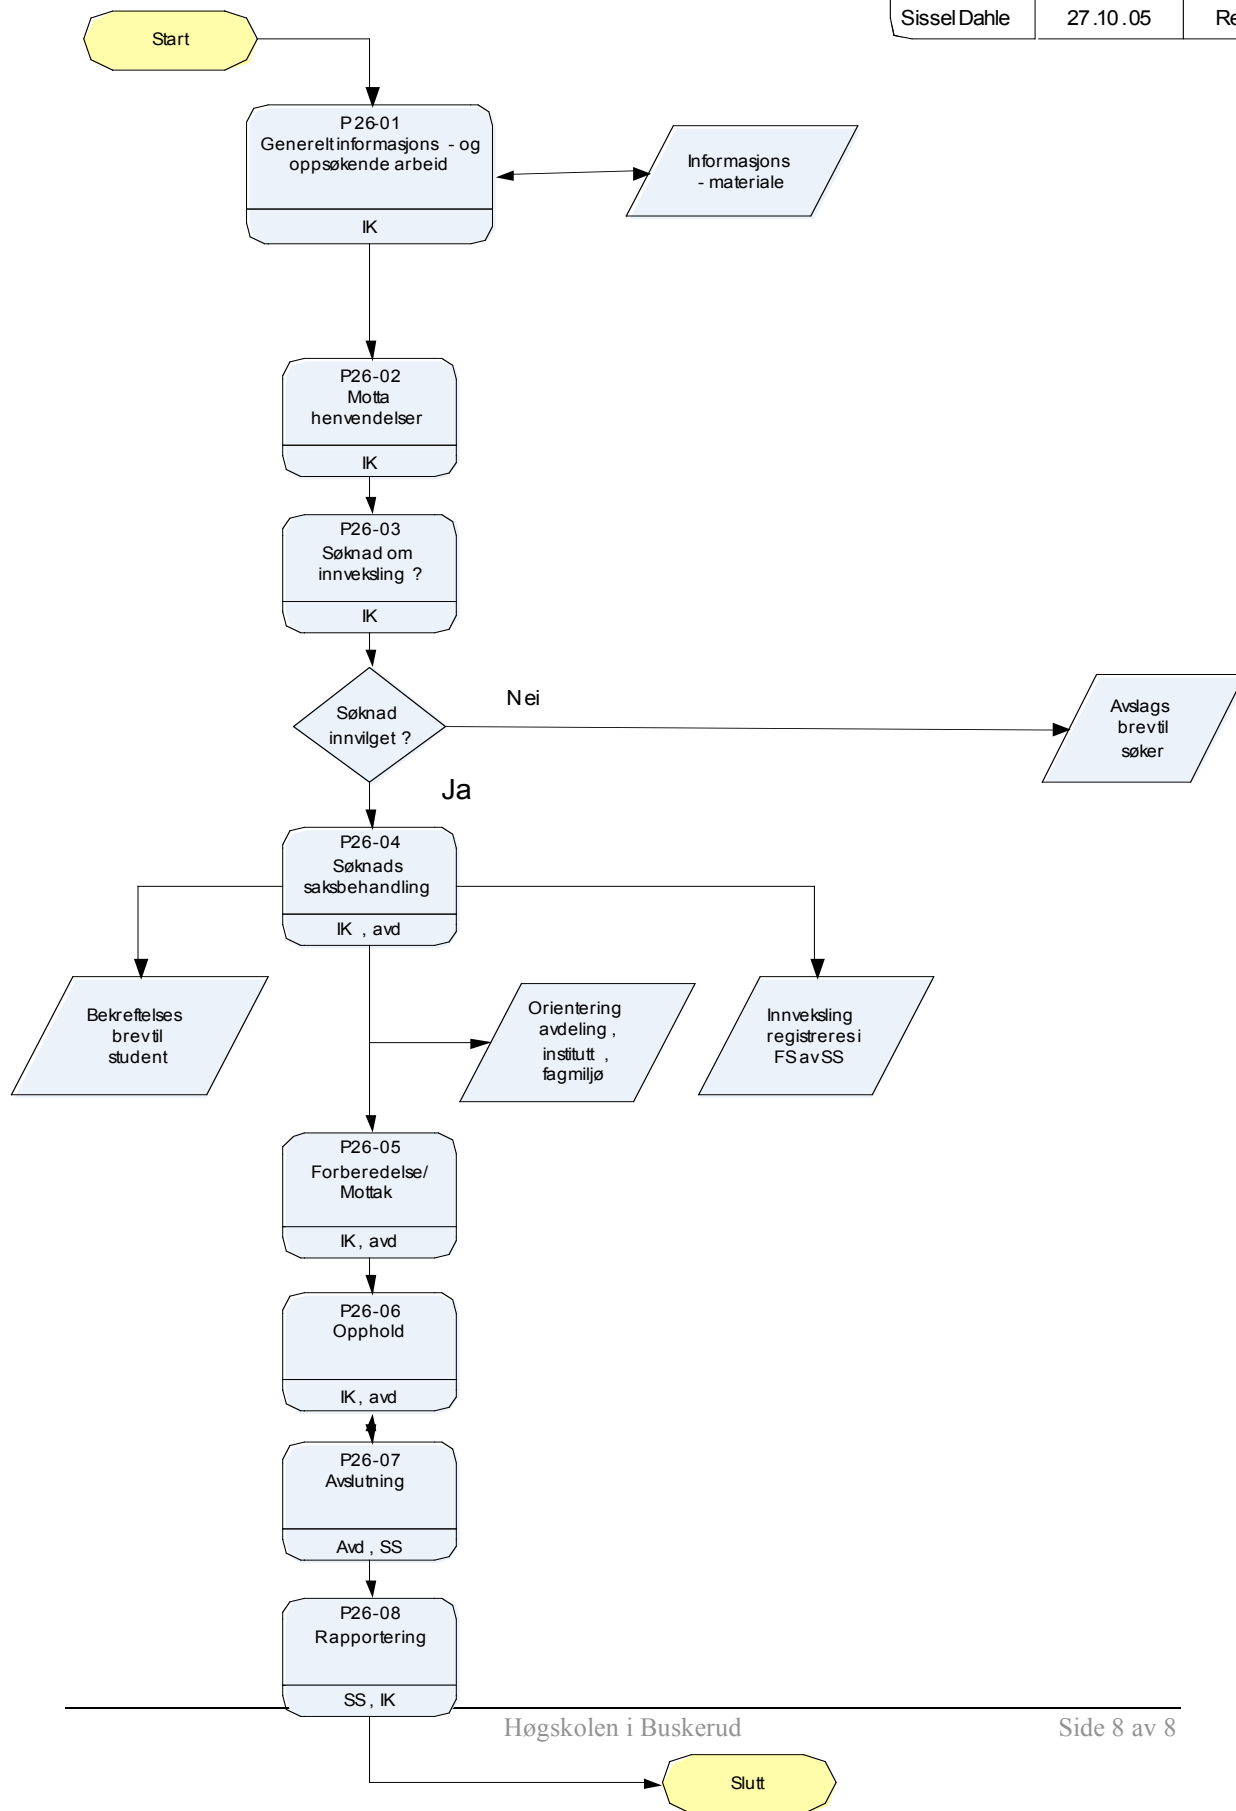 Sissel Dahle 27.10.05 Re
Start
P26-01
Generelt informasjons - og
oppsøkende arbeid
IK
Informasjons
- materiale
P26-02
Motta
henvendelser
IK
P26-03
Søknad om
innveksling ?
IK
Søknad
innvilget ?
Nei
Avslags
brev til
søker
Ja
P26-04
Søknads
saksbehandling
IK , avd
Bekreftelses
brev til
student
Orientering
avdeling ,
institutt ,
fagmiljø
Innveksling
registreres i
FS av SS
P26-05
Forberedelse/
Mottak
IK, avd
P26-06
Opphold
IK, avd
P26-07
Avslutning
Avd , SS
P26-08
Rapportering
SS , IK
Høgskolen i Buskerud Side 8 av 8
Slutt